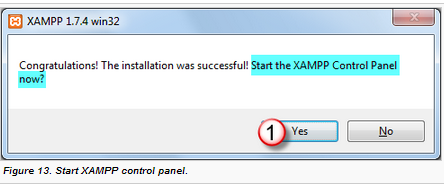 XAMPP 1.7.4 win32
Congratulations! The installation was successful! Start the XAMPP Control Panel
now?
1 Yes No
Figure 13. Start XAMPP control panel.